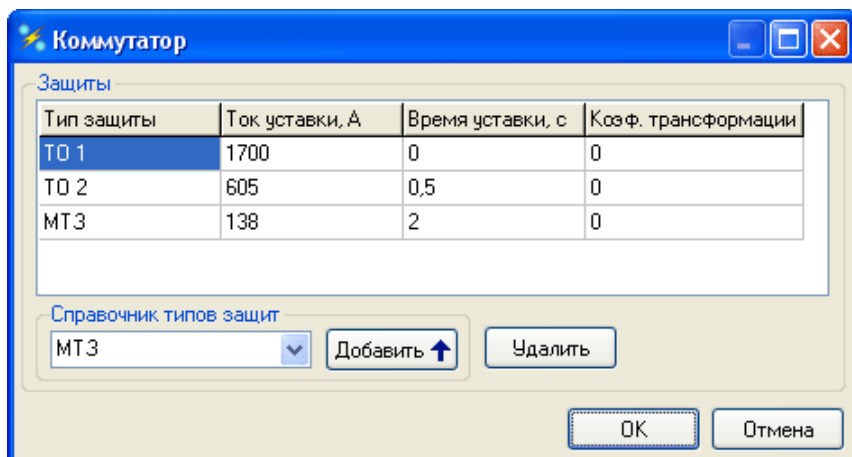 Коммутатор
Защиты
Тип защиты Ток уставки, А Время уставки, с Коэф. трансформации
ТО 1 1700 0 0
ТО 2 605 0,5 0
МТЗ 138 2 0
Справочник типов защит
МТЗ Добавить Удалить
OK Отмена